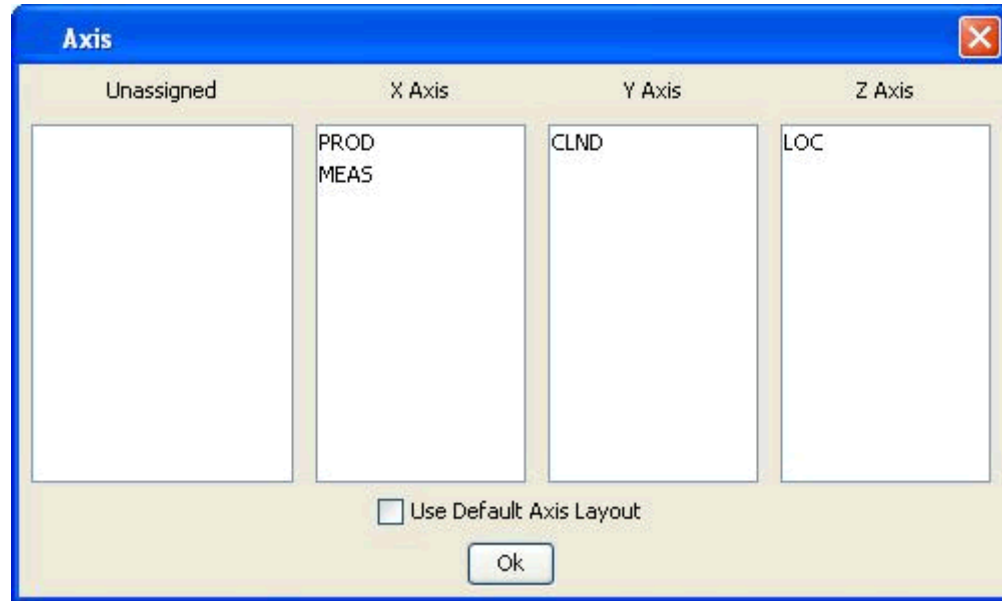 Axis
Unassigned X Axis Y Axis Z Axis
PROD CLND LOC
MEAS
Use Default Axis Layout
Ok